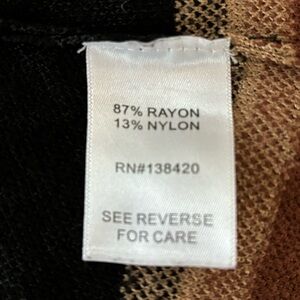 87% RAYON
13% NYLON
RN#138420
SEE REVERSE
FOR CARE